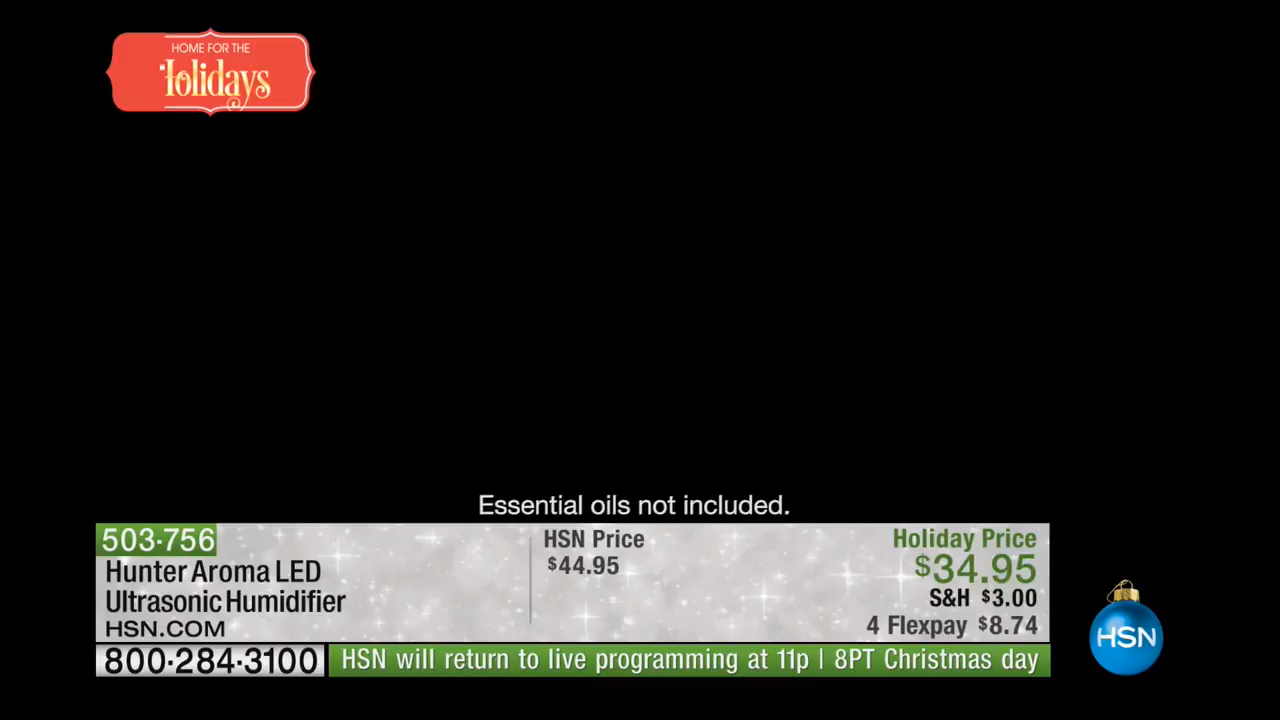 HOME FOR THE
Holidays
Essential oils not included.
503·756
Hunter Aroma LED
Ultrasonic Humidifier
HSN.COM
HSN Price
$44.95
Holiday Price
$34.95
S&H $3.00
4 Flexpay $8.74
800·284·3100
HSN will return to live programming at 11p | 8PT Christmas day
HSN